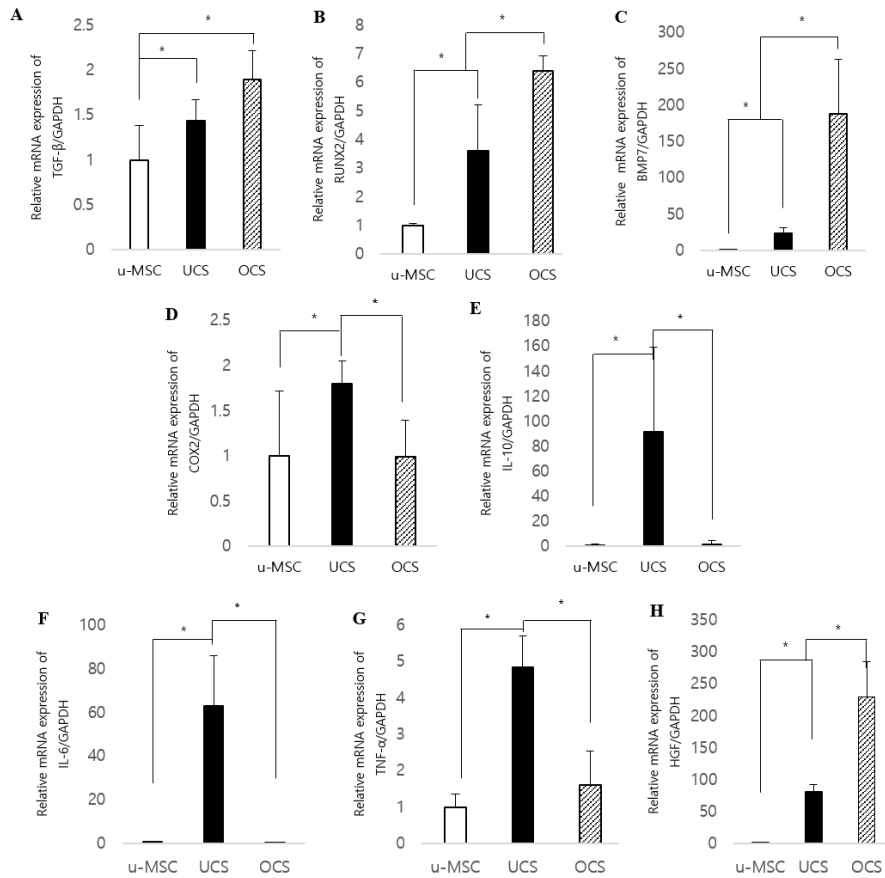 A
Relative mRNA expression of
TGF-β/GAPDH
2.5
2
1.5
1
0.5
0
*
*
u-MSC UCS OCS
B
Relative mRNA expression of
RUNX2/GAPDH
8
7
6
5
4
3
2
1
0
*
*
u-MSC UCS OCS
C
Relative mRNA expression of
BMP7/GAPDH
300
250
200
150
100
50
0
*
*
u-MSC UCS OCS
D
Relative mRNA expression of
COX2/GAPDH
2.5
2
1.5
1
0.5
0
*
*
u-MSC UCS OCS
E
Relative mRNA expression of
IL-10/GAPDH
180
160
140
120
100
80
60
40
20
0
*
*
u-MSC UCS OCS
F
Relative mRNA expression of
IL-6/GAPDH
100
80
60
40
20
0
*
*
u-MSC UCS OCS
G
Relative mRNA expression of
TNF-α/GAPDH
6
5
4
3
2
1
0
*
*
u-MSC UCS OCS
H
Relative mRNA expression of
HGF/GAPDH
350
300
250
200
150
100
50
0
*
*
u-MSC UCS OCS